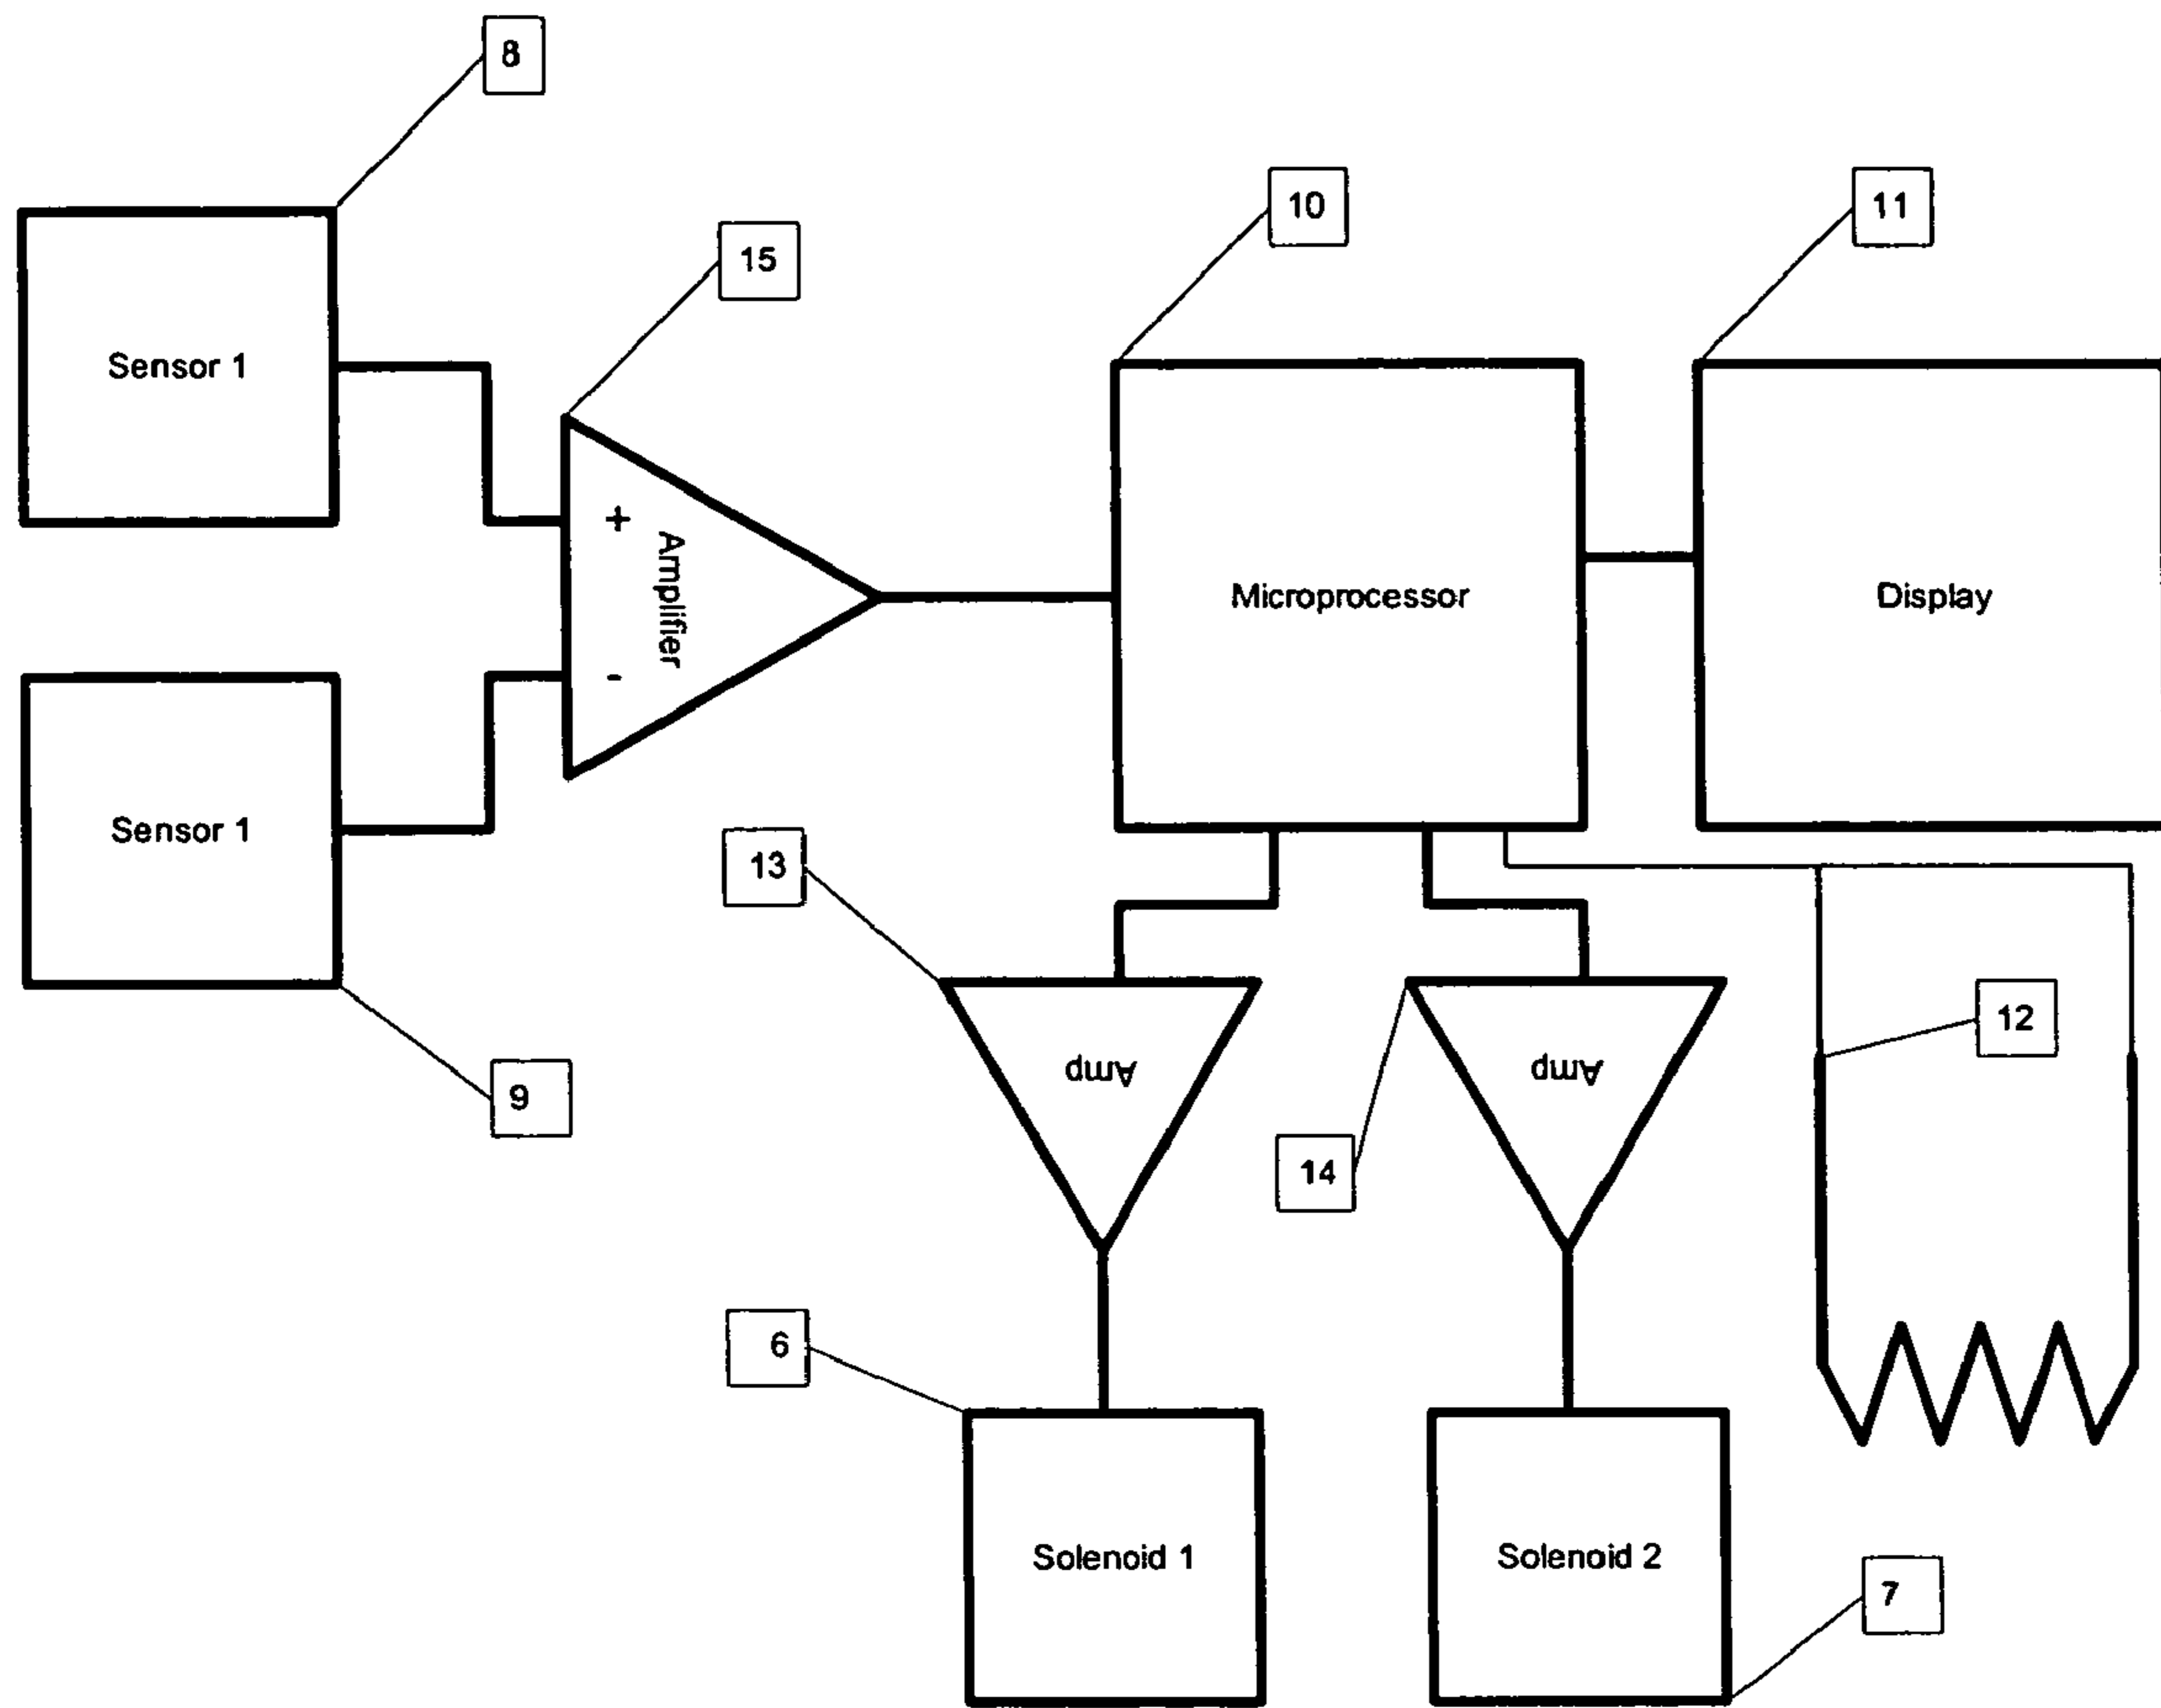 8
10
11
15
Sensor 1
+
Amplifier
-
Microprocessor
Display
Sensor 1
13
12
9
Amp
Amp
14
6
Solenoid 1
Solenoid 2
7